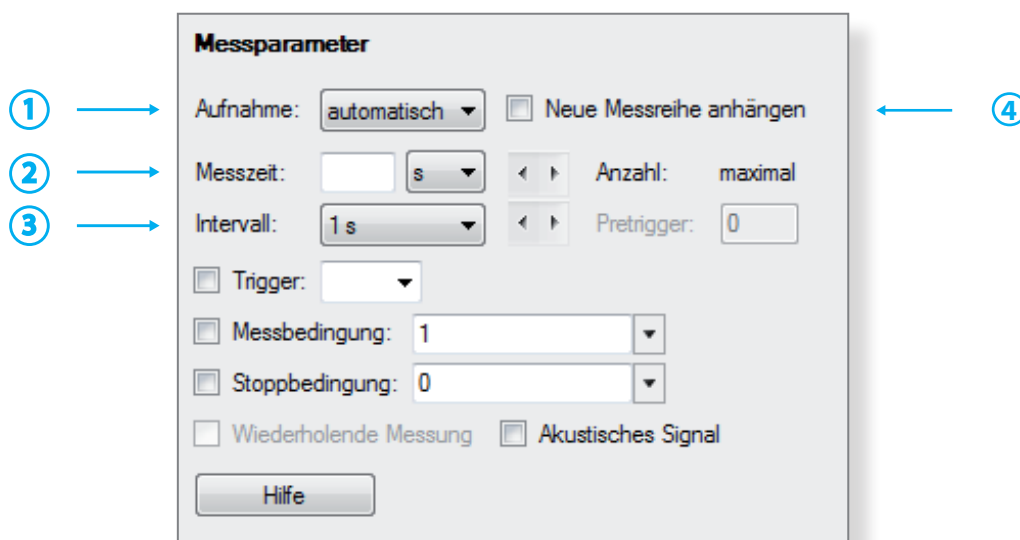 Messparameter
1 Aufnahme: automatisch Neue Messreihe anhängen 4
2 Messzeit: s Anzahl: maximal
3 Intervall: 1 s Pretrigger: 0
Trigger:
Messbedingung: 1
Stoppbedingung: 0
Wiederholende Messung Akustisches Signal
Hilfe